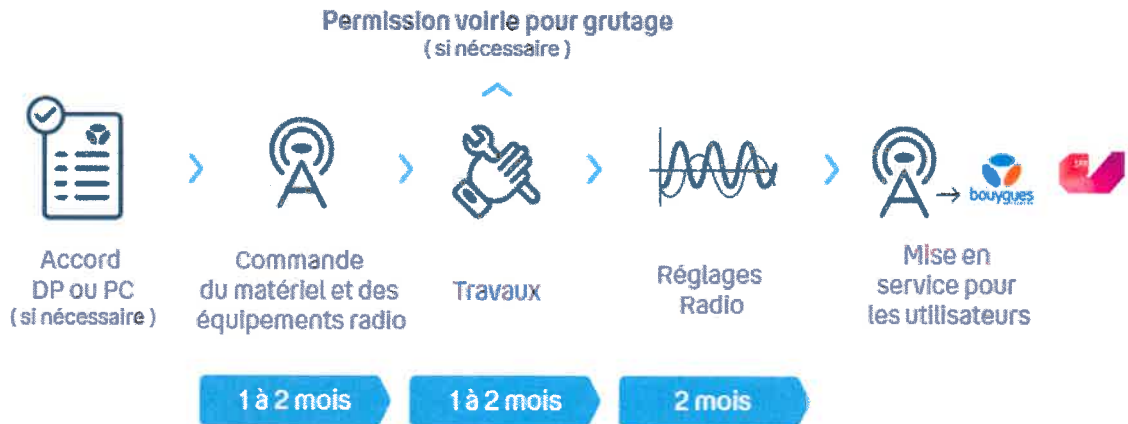 Permission voirie pour grutage
( si nécessaire )
Accord
DP ou PC
( si nécessaire )
Commande
du matériel et des
équipements radio
Travaux
Réglages
Radio
bouygues
Mise en
service pour
les utilisateurs
1 à 2 mois
1 à 2 mois
2 mois